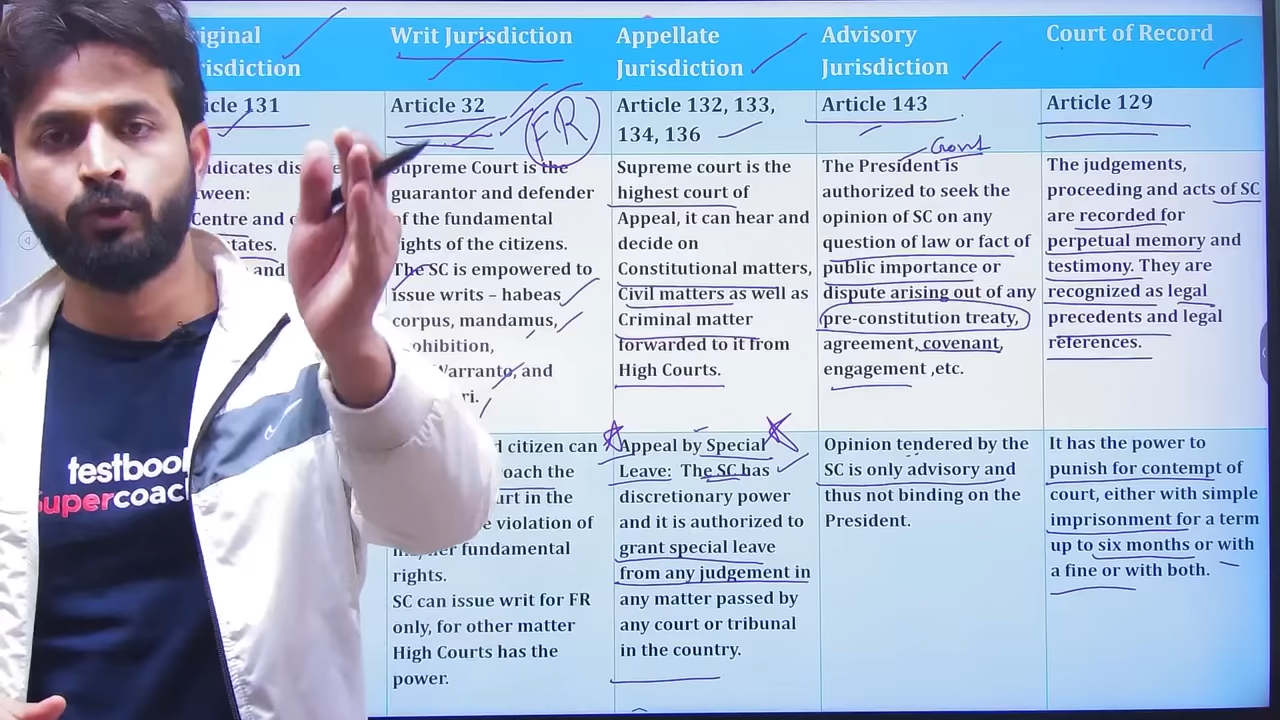 iginal
risdiction
icle 131
dicates dis
tween:
Centre and
tates.
and
Writ Jurisdiction
Article 32
FR
Supreme Court is the
guarantor and defender
of the fundamental
rights of the citizens.
The SC is empowered to
issue writs – habeas
corpus, mandamus,
ohibition,
Warranto, and
ri.
citizen can
oach the
urt in the
violation of
her fundamental
rights.
SC can issue writ for FR
only, for other matter
High Courts has the
power.
Appellate
Jurisdiction
Article 132, 133,
134, 136
Supreme court is the
highest court of
Appeal, it can hear and
decide on
Constitutional matters,
Civil matters as well as
Criminal matter
forwarded to it from
High Courts.
Appeal by Special
Leave: The SC has
discretionary power
and it is authorized to
grant special leave
from any judgement in
any matter passed by
any court or tribunal
in the country.
Advisory
Jurisdiction
Article 143
Govt
The President is
authorized to seek the
opinion of SC on any
question of law or fact of
public importance or
dispute arising out of any
pre-constitution treaty,
agreement, covenant,
engagement ,etc.
Opinion tendered by the
SC is only advisory and
thus not binding on the
President.
Court of Record
Article 129
The judgements,
proceeding and acts of SC
are recorded for
perpetual memory and
testimony. They are
recognized as legal
precedents and legal
references.
It has the power to
punish for contempt of
court, either with simple
imprisonment for a term
up to six months or with
a fine or with both.
testbook
supercoach